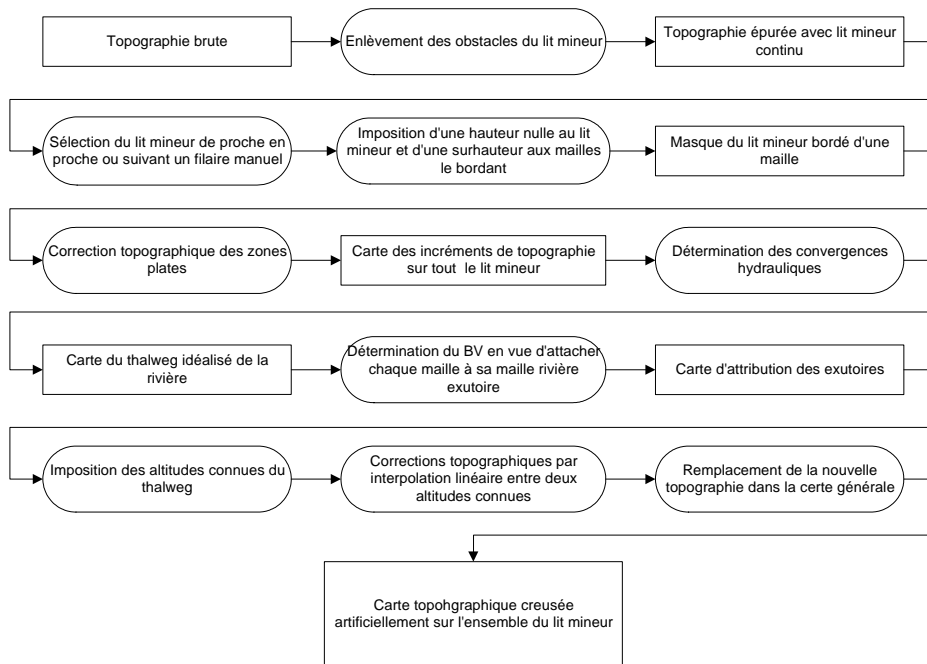 Topographie brute
Enlèvement des obstacles du lit mineur
Topographie épurée avec lit mineur
continu
Sélection du lit mineur de proche en
proche ou suivant un filaire manuel
Imposition d'une hauteur nulle au lit
mineur et d'une surhauteur aux mailles
le bordant
Masque du lit mineur bordé d'une
maille
Correction topographique des zones
plates
Carte des incréments de topographie
sur tout le lit mineur
Détermination des convergences
hydrauliques
Carte du thalweg idéalisé de la
rivière
Détermination du BV en vue d'attacher
chaque maille à sa maille rivière
exutoire
Carte d'attribution des exutoires
Imposition des altitudes connues du
thalweg
Corrections topographiques par
interpolation linéaire entre deux
altitudes connues
Remplacement de la nouvelle
topographie dans la certe générale
Carte topohgraphique creusée
artificiellement sur l'ensemble du lit mineur